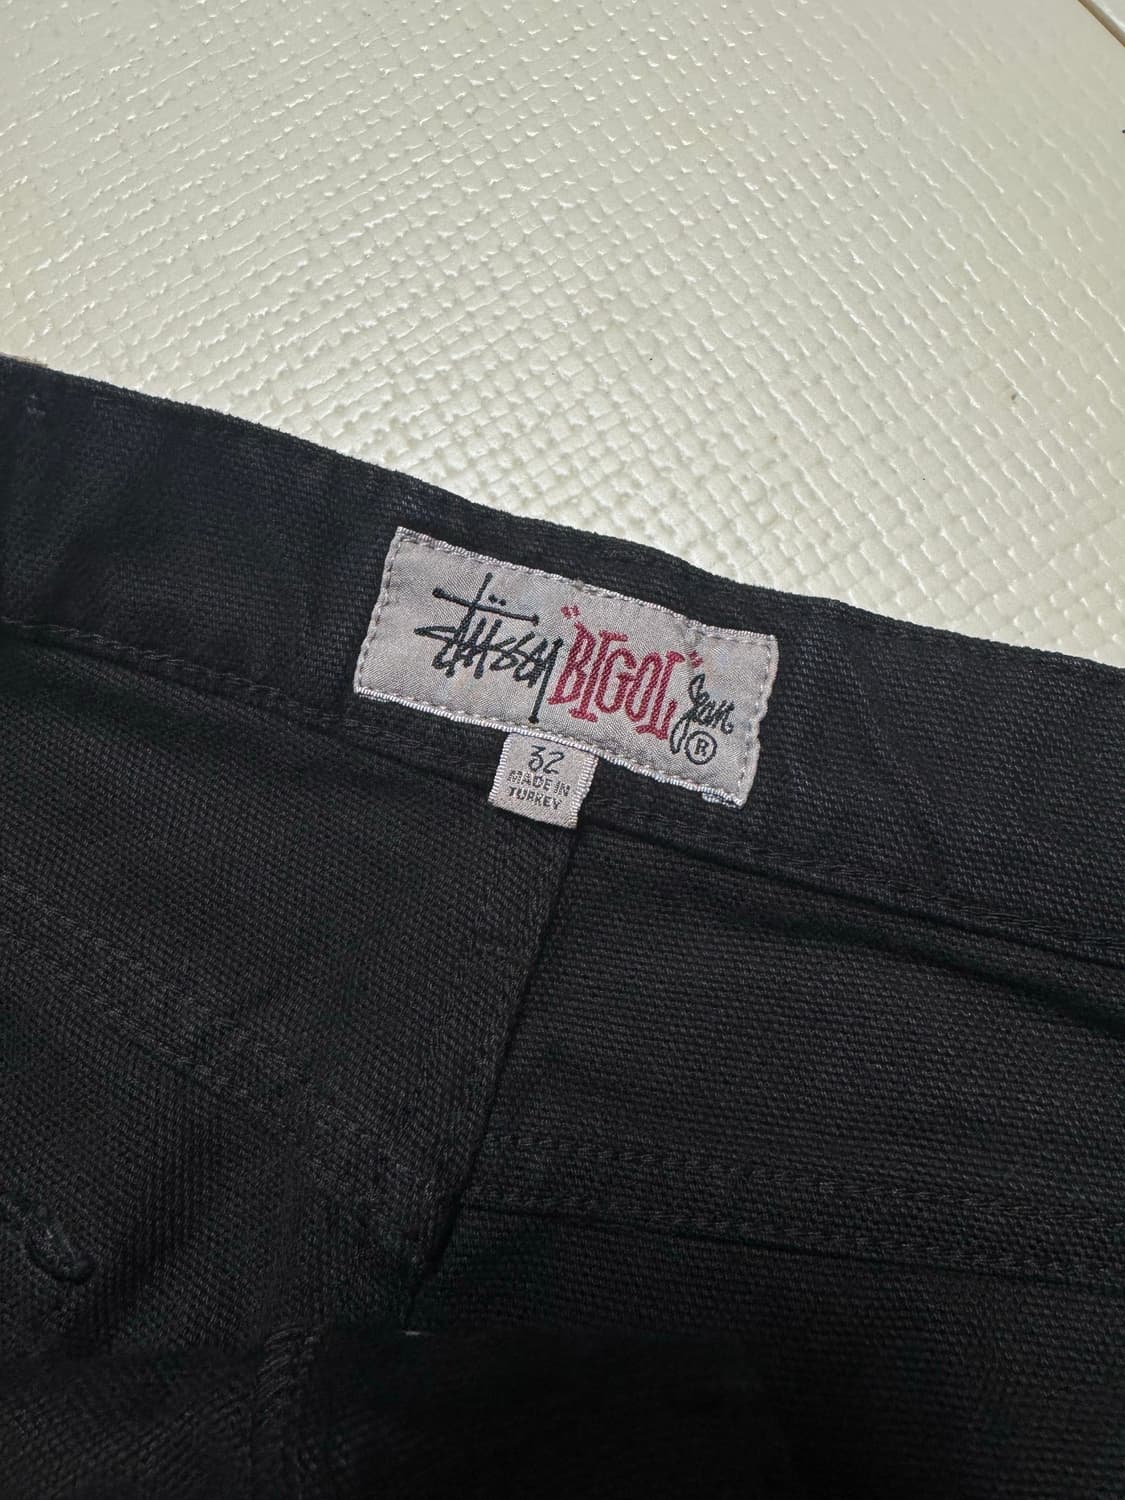 Stüssy "BIGOL" Jean ®
32
MADE IN
TURKEY